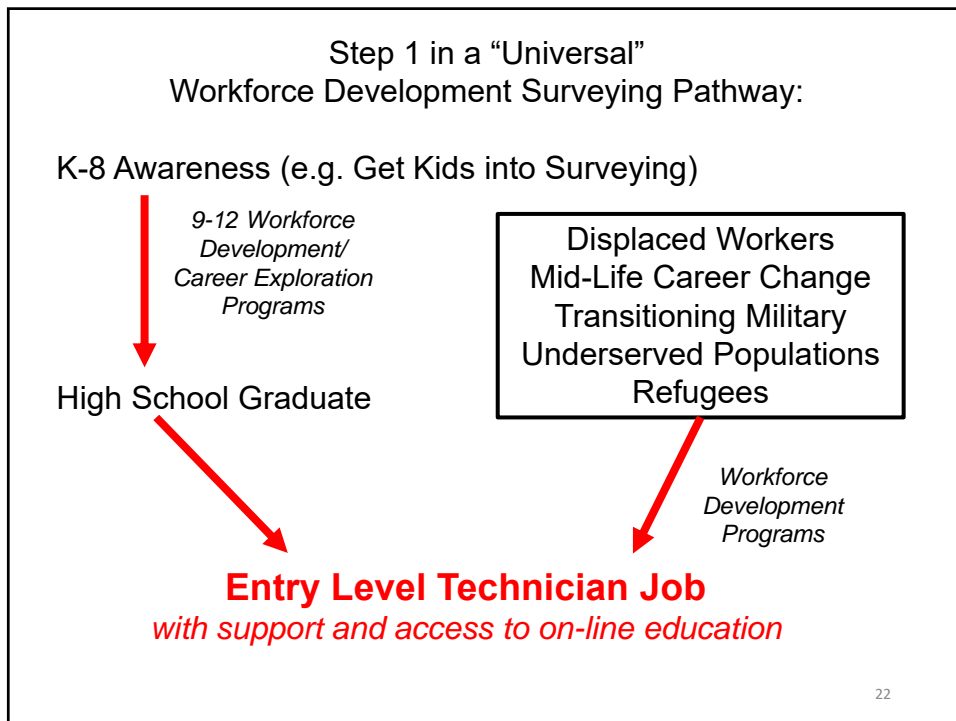 Step 1 in a “Universal”
Workforce Development Surveying Pathway:
K-8 Awareness (e.g. Get Kids into Surveying)
9-12 Workforce
Development/
Career Exploration
Programs
High School Graduate
Displaced Workers
Mid-Life Career Change
Transitioning Military
Underserved Populations
Refugees
Workforce
Development
Programs
Entry Level Technician Job
with support and access to on-line education
22